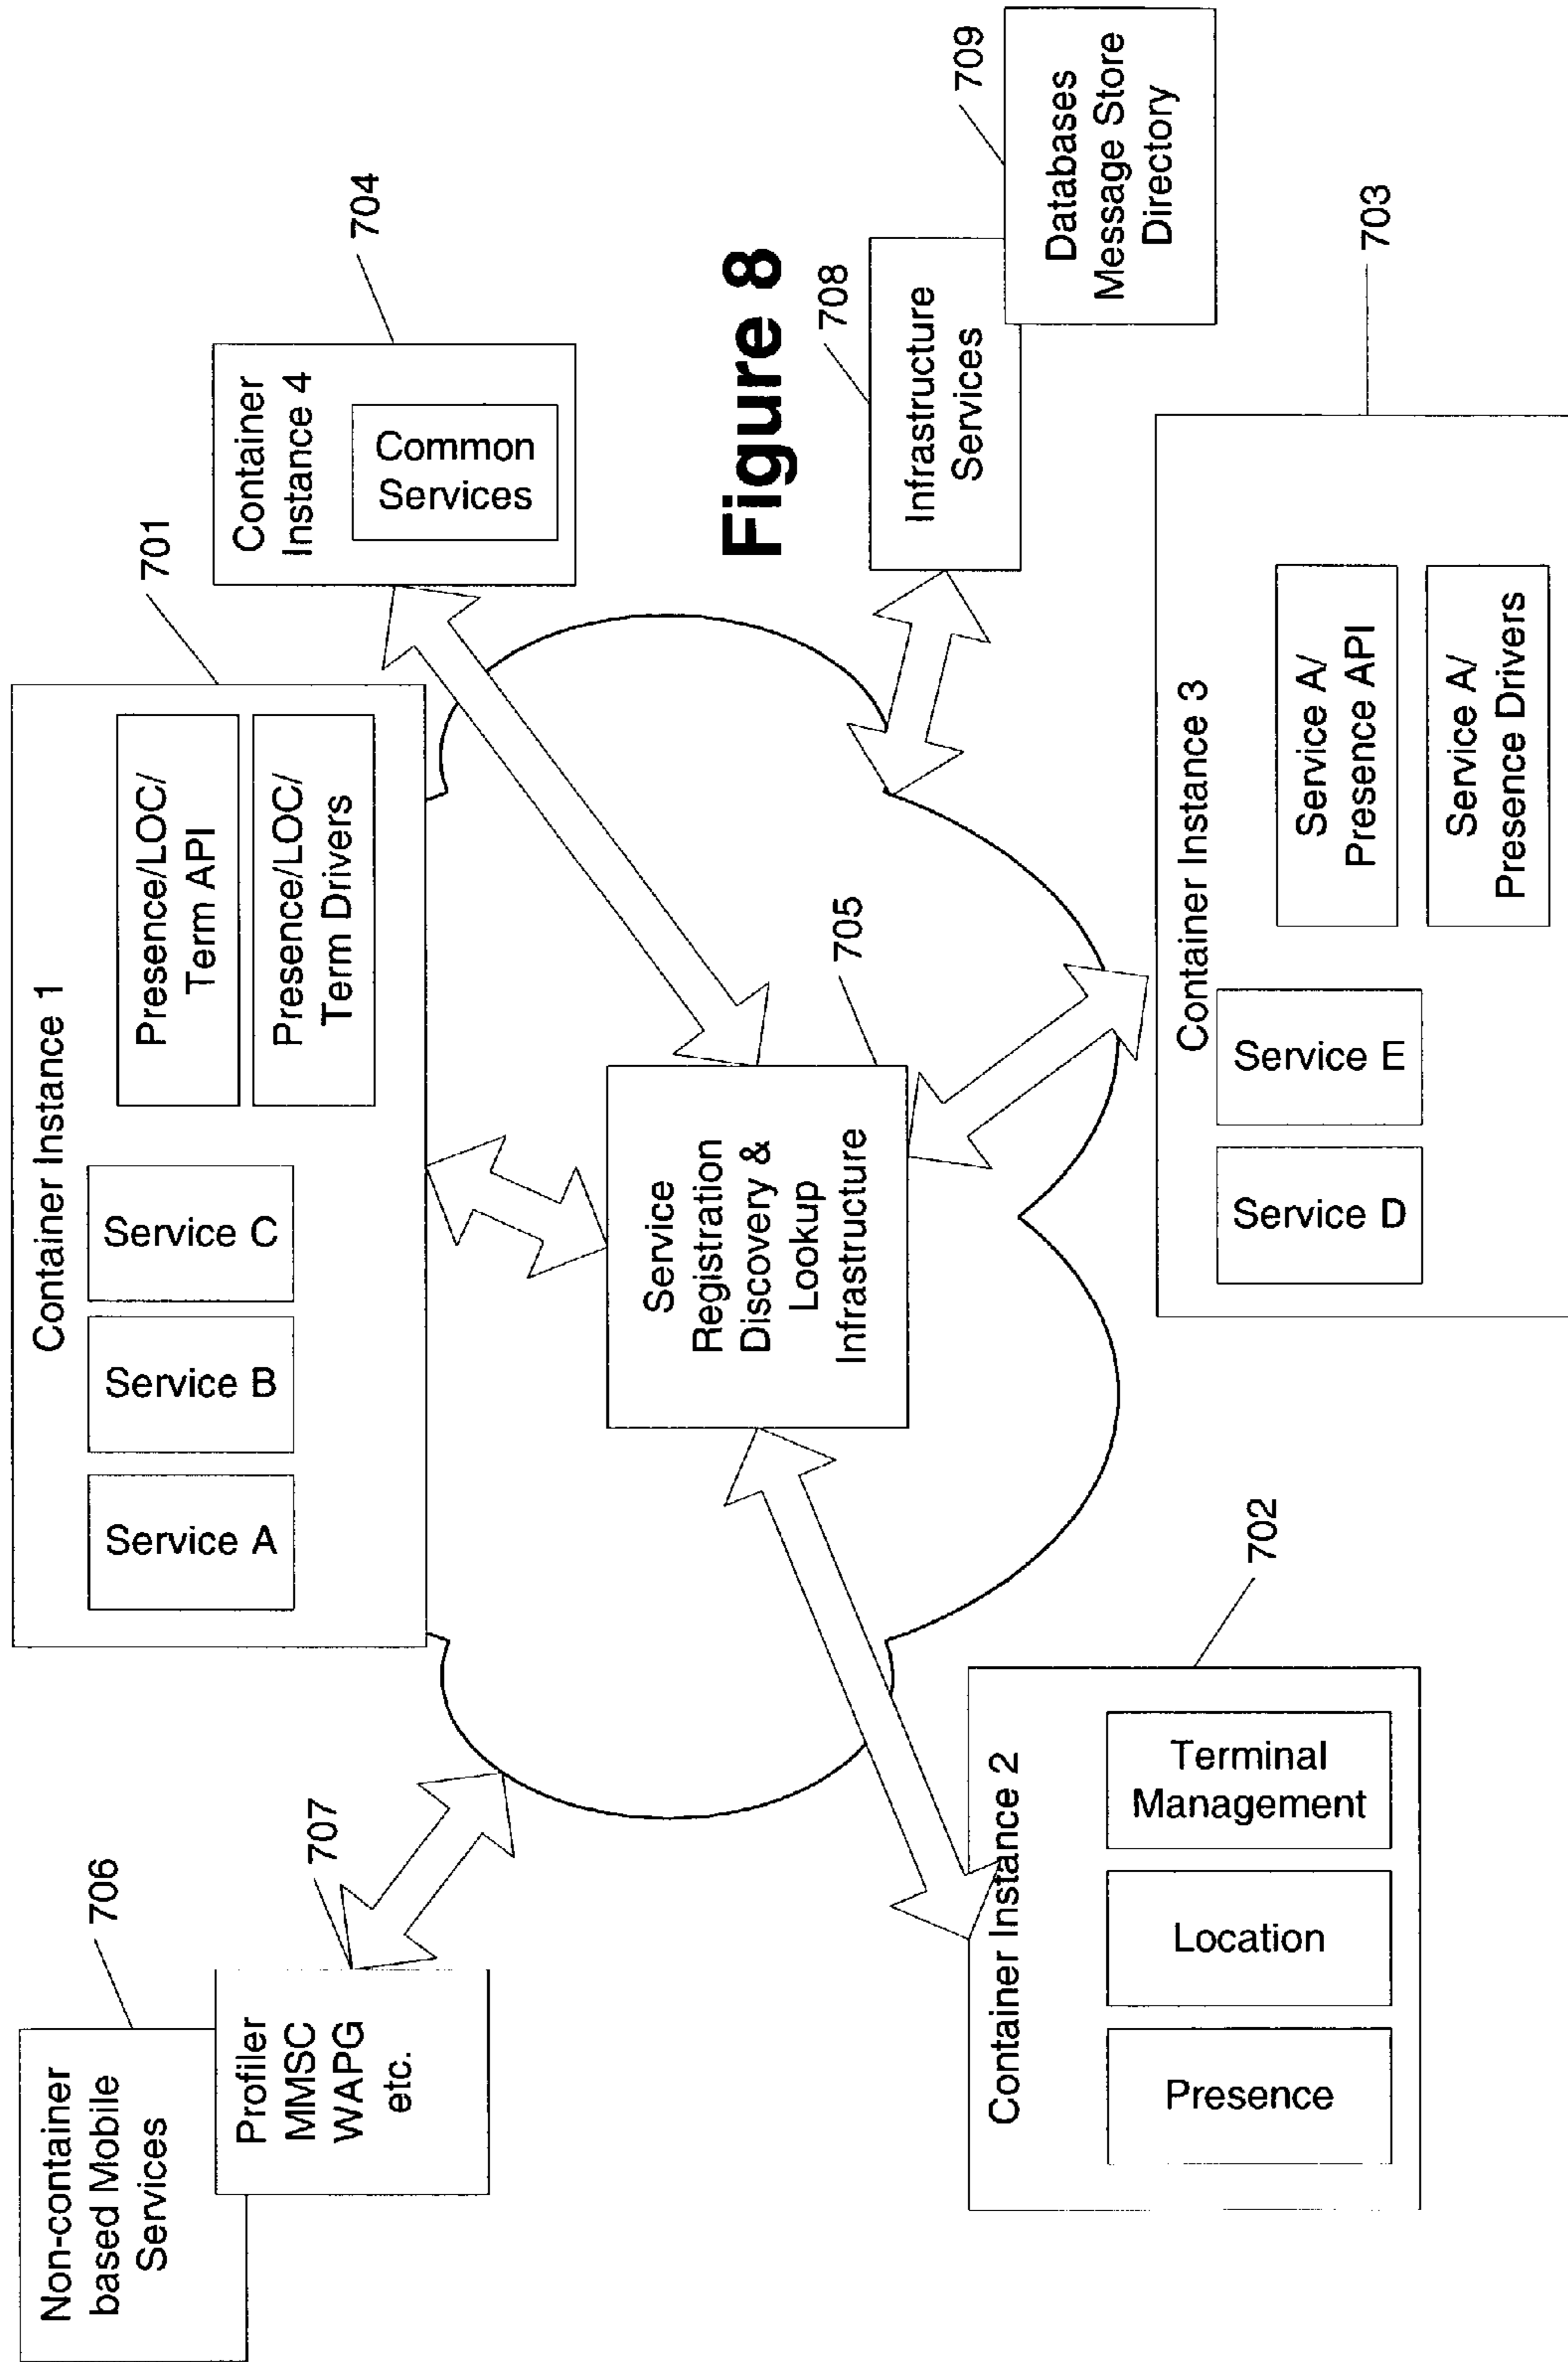 Non-container
based Mobile
Services
706
Profiler
MMSC
WAPG
etc.
707
Container Instance 1
Service A
Service B
Service C
Presence/LOC/
Term API
Presence/LOC/
Term Drivers
701
Container
Instance 4
Common
Services
704
Service
Registration
Discovery &
Lookup
Infrastructure
705
Figure 8
Infrastructure
Services
708
Databases
Message Store
Directory
709
Container Instance 2
Presence
Location
Terminal
Management
702
Container Instance 3
Service D
Service E
Service A/
Presence API
Service A/
Presence Drivers
703